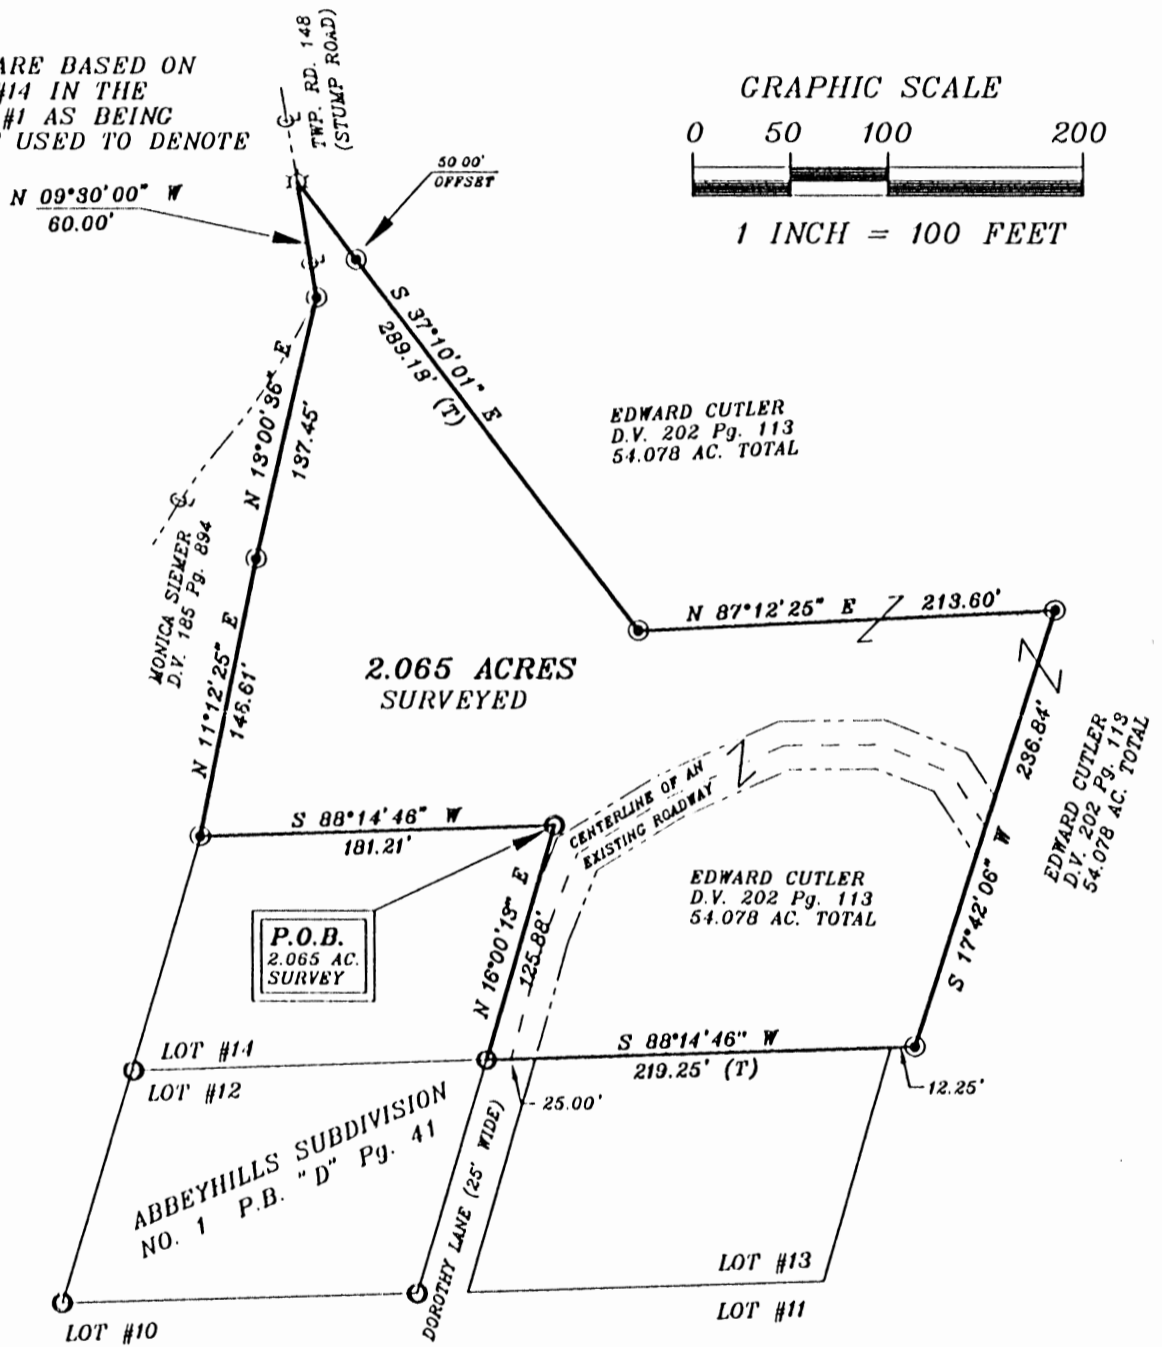 ARE BASED ON
#14 IN THE
#1 AS BEING
USED TO DENOTE
TWP. RD. 148
(STUMP ROAD)
GRAPHIC SCALE
0 50 100 200
1 INCH = 100 FEET
50.00'
OFFSET
N 09°30'00" W
60.00'
S 37°10'01" E
289.18' (T)
N 13°00'36" E
137.45'
EDWARD CUTLER
D.V. 202 Pg. 113
54.078 AC. TOTAL
MONICA SIEMER
D.V. 185 Pg. 894
N 11°12'25" E
146.61'
N 87°12'25" E 213.60'
2.065 ACRES
SURVEYED
236.84'
S 17°42'06" W
EDWARD CUTLER
D.V. 202 Pg. 113
54.078 AC. TOTAL
S 88°14'46" W
181.21'
CENTERLINE OF AN
EXISTING ROADWAY
EDWARD CUTLER
D.V. 202 Pg. 113
54.078 AC. TOTAL
P.O.B.
2.065 AC.
SURVEY
N 16°00'13" E
125.88'
S 88°14'46" W
219.25' (T)
12.25'
25.00'
LOT #14
LOT #12
ABBEYHILLS SUBDIVISION
NO. 1 P.B. "D" Pg. 41
DOROTHY LANE (25' WIDE)
LOT #13
LOT #11
LOT #10